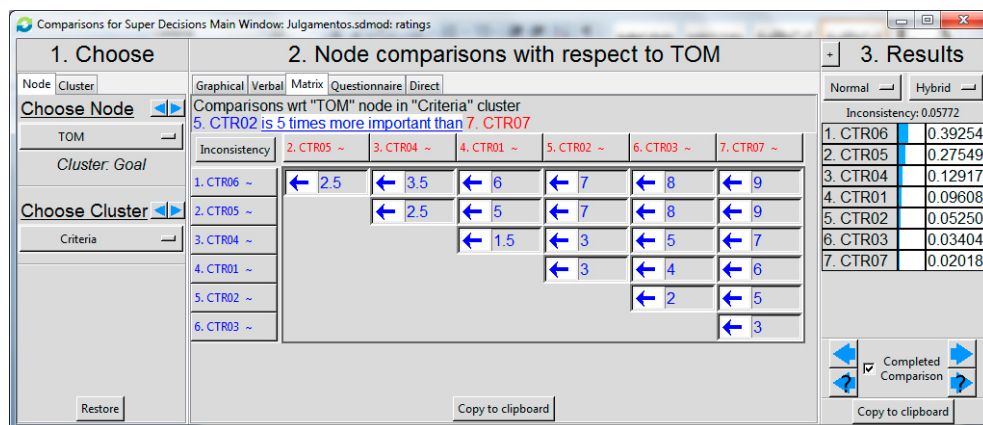 Comparisons for Super Decisions Main Window: Julgamentos.sdmod: ratings
1. Choose
Node Cluster
Choose Node
TOM
Cluster: Goal
Choose Cluster
Criteria
Restore
2. Node comparisons with respect to TOM
Graphical Verbal Matrix Questionnaire Direct
Comparisons wrt "TOM" node in "Criteria" cluster
5. CTR02 is 5 times more important than 7. CTR07
Inconsistency 2. CTR05 ~ 3. CTR04 ~ 4. CTR01 ~ 5. CTR02 ~ 6. CTR03 ~ 7. CTR07 ~
1. CTR06 ~ 2.5 3.5 6 7 8 9
2. CTR05 ~ 2.5 5 7 8 9
3. CTR04 ~ 1.5 3 5 7
4. CTR01 ~ 3 4 6
5. CTR02 ~ 2 5
6. CTR03 ~ 3
Copy to clipboard
+ 3. Results
Normal Hybrid
Inconsistency: 0.05772
1. CTR06 0.39254
2. CTR05 0.27549
3. CTR04 0.12917
4. CTR01 0.09608
5. CTR02 0.05250
6. CTR03 0.03404
7. CTR07 0.02018
Completed
Comparison
? ?
Copy to clipboard